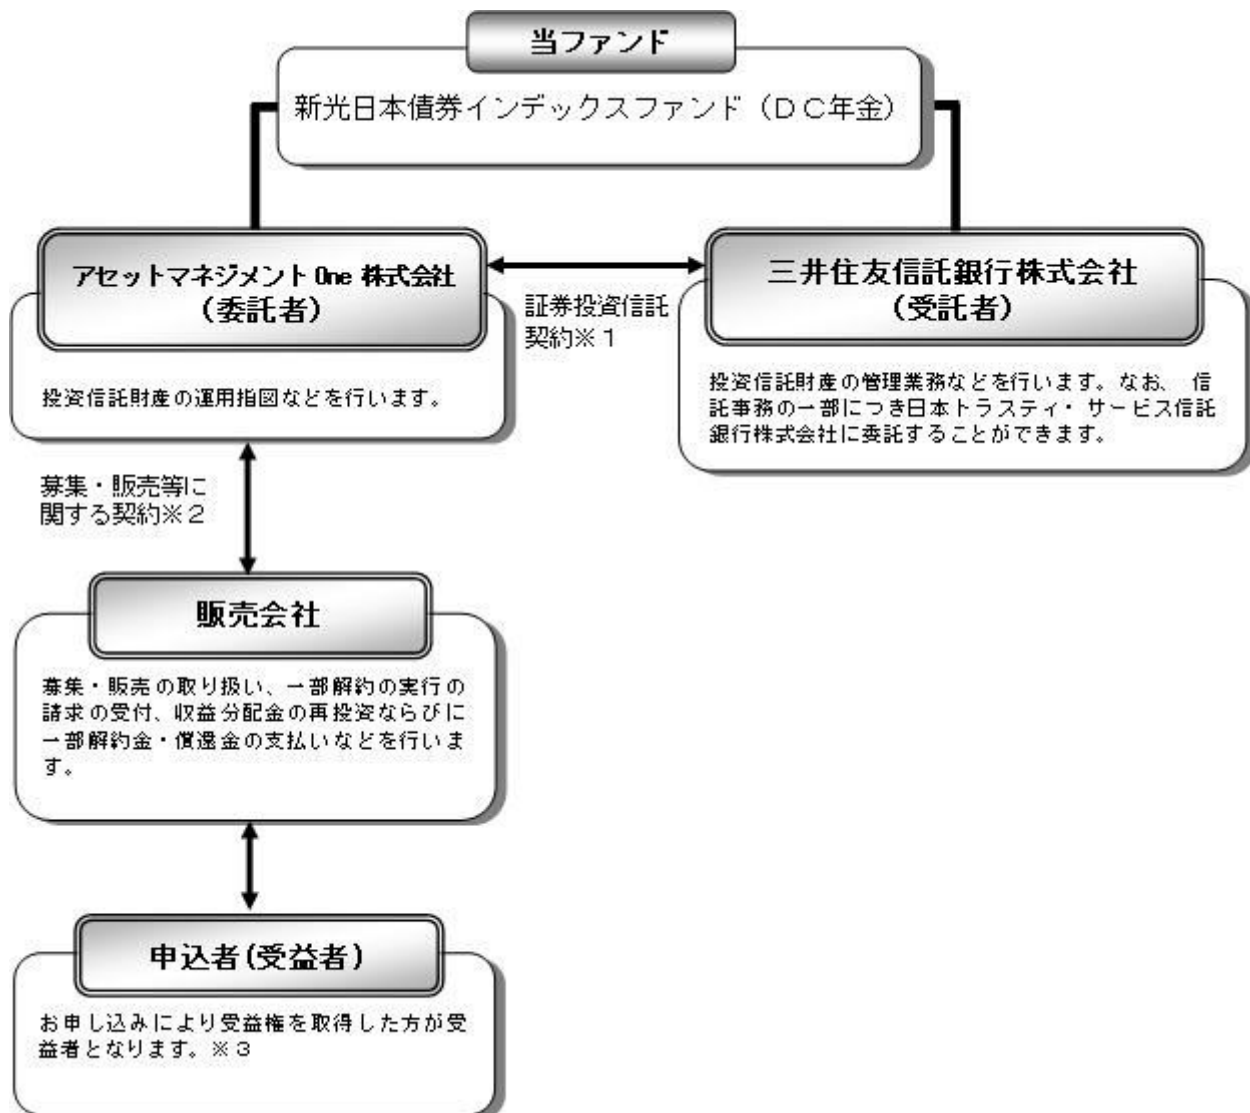 当ファンド
新光日本債券インデックスファンド（ＤＣ年金）
アセットマネジメント One 株式会社
（委託者）
投資信託財産の運用指図などを行います。
証券投資信託
契約※１
三井住友信託銀行株式会社
(受託者）
投資信託財産の管理業務などを行います。なお、 信
託事務の一部につき日本トラスティ・サービス信託
銀行株式会社に委託することができます。
募集・販売等に
関する契約※２
販売会社
募集・販売の取り扱い、一部解約の実行の
請求の受付、収益分配金の再投資ならびに
一部解約金・償還金の支払いなどを行いま
す。
申込者(受益者）
お申し込みにより受益権を取得した方が受
益者となります。※３